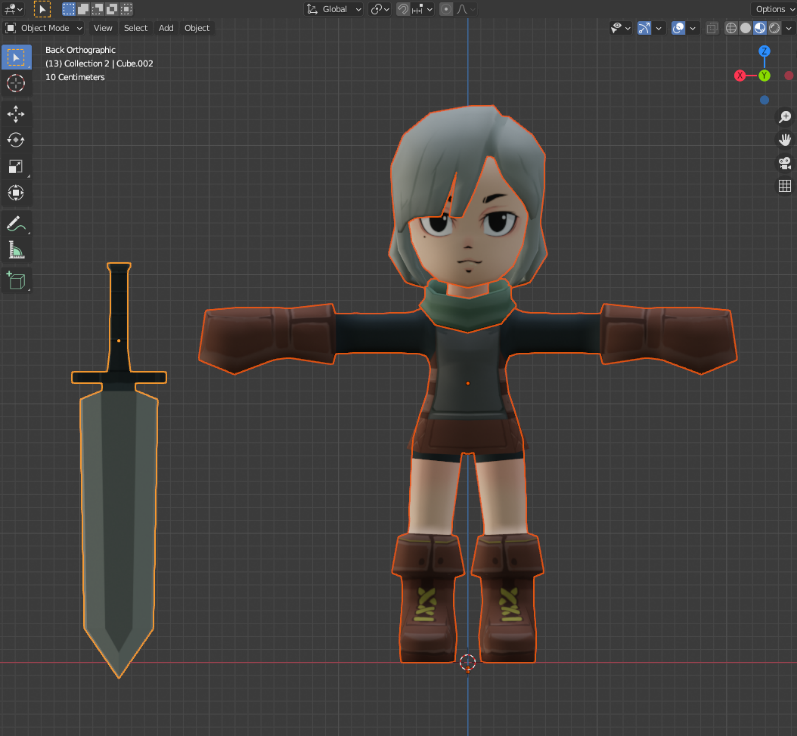 Global
Options
Object Mode
View
Select
Add
Object
Back Orthographic
(13) Collection 2 | Cube.002
10 Centimeters
Z
X
Y